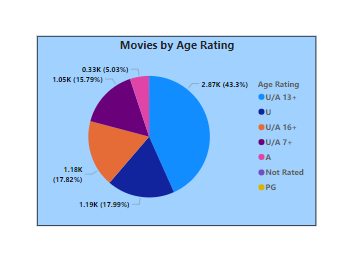 Movies by Age Rating
0.33K (5.03%)
1.05K (15.79%)
2.87K (43.3%)
1.18K
(17.82%)
1.19K (17.99%)
Age Rating
U/A 13+
U
U/A 16+
U/A 7+
A
Not Rated
PG